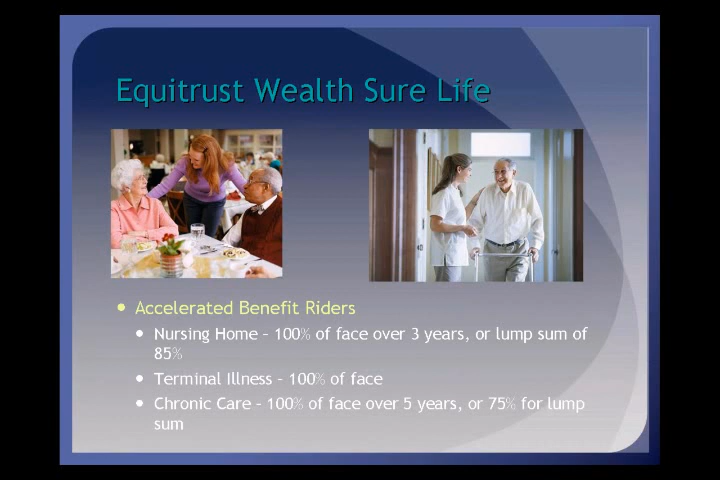 Equitrust Wealth Sure Life
Accelerated Benefit Riders
Nursing Home – 100% of face over 3 years, or lump sum of
85%
Terminal Illness – 100% of face
Chronic Care – 100% of face over 5 years, or 75% for lump
sum